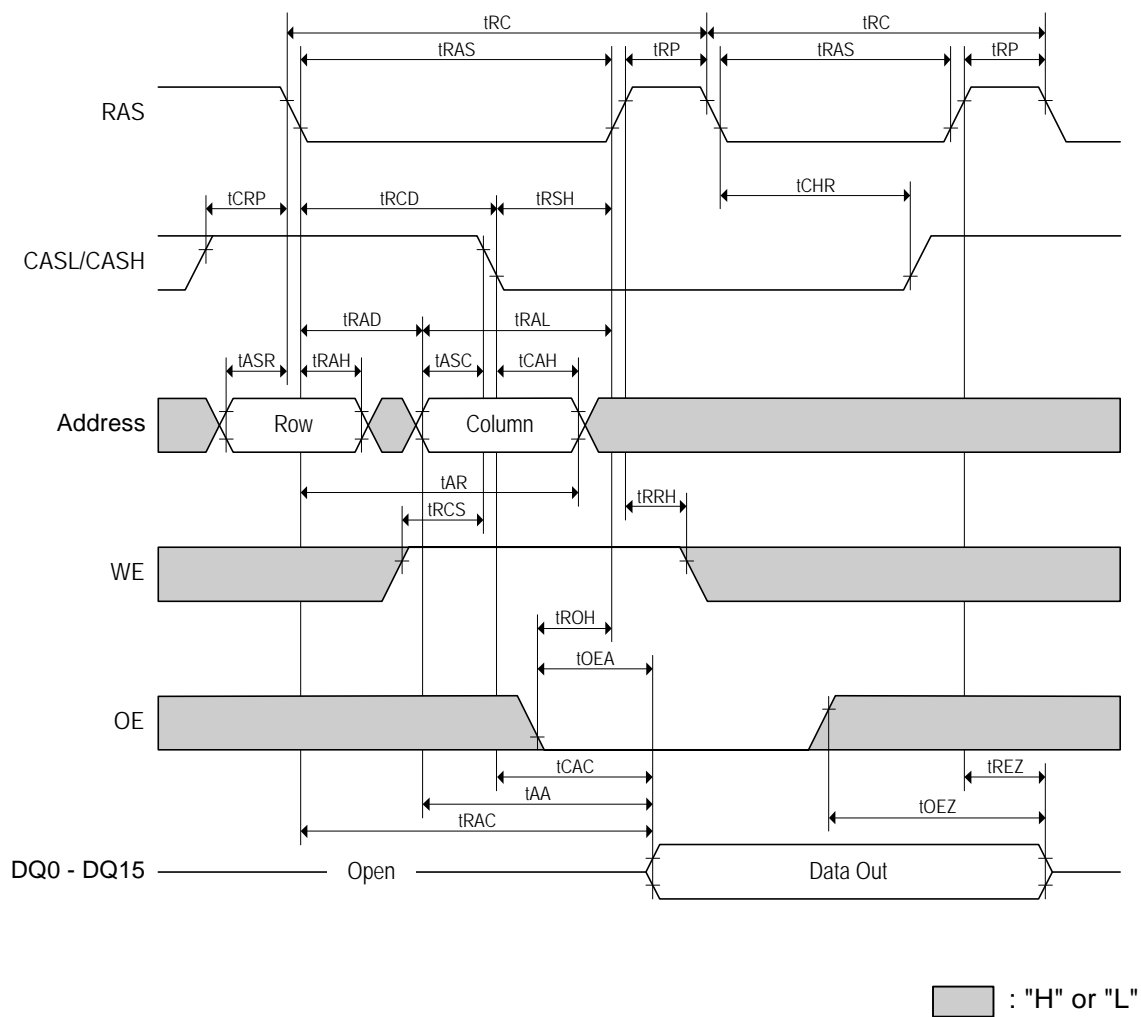 tRC tRC
tRAS tRP tRAS tRP
RAS
tCHR
tCRP tRCD tRSH
CASL/CASH
tRAD tRAL
tASR tRAH tASC tCAH
Address Row Column
tAR
tRCS tRRH
WE
tROH
tOEA
OE
tCAC tREZ
tAA tOEZ
tRAC
DQ0 - DQ15 Open Data Out
: "H" or "L"